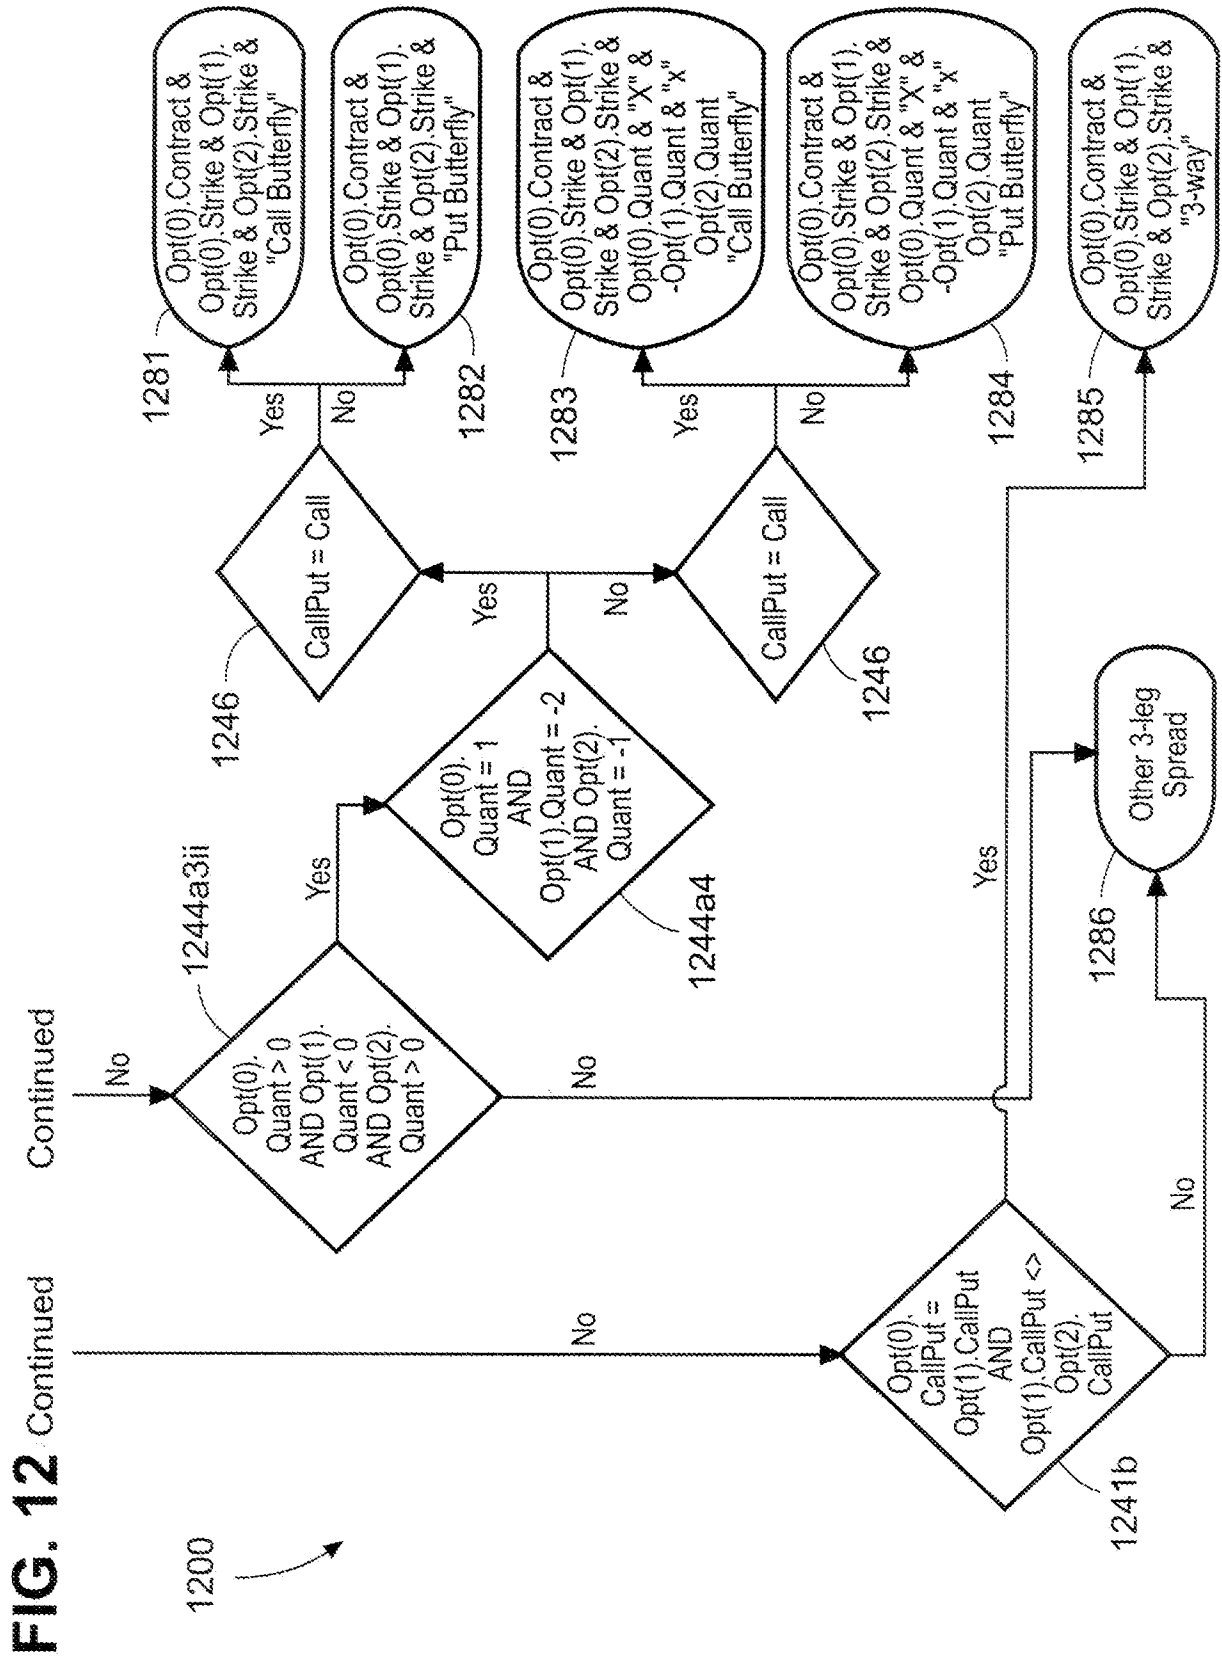 FIG. 12
Continued
Continued
1200
No
1244a3ii
Opt(0).
Quant > 0
AND Opt(1).
Quant < 0
AND Opt(2).
Quant > 0
Yes
No
1244a4
Opt(0).
Quant = 1
AND
Opt(1).Quant = -2
AND Opt(2).
Quant = -1
Yes
No
1246
CallPut = Call
Yes
No
1281
Opt(0).Contract &
Opt(0).Strike & Opt(1).
Strike & Opt(2).Strike &
"Call Butterfly"
1282
Opt(0).Contract &
Opt(0).Strike & Opt(1).
Strike & Opt(2).Strike &
"Put Butterfly"
1246
CallPut = Call
Yes
No
1283
Opt(0).Contract &
Opt(0).Strike & Opt(1).
Strike & Opt(2).Strike &
Opt(0).Quant & "X" &
-Opt(1).Quant & "x"
Opt(2).Quant
"Call Butterfly"
1284
Opt(0).Contract &
Opt(0).Strike & Opt(1).
Strike & Opt(2).Strike &
Opt(0).Quant & "X" &
-Opt(1).Quant & "x"
Opt(2).Quant
"Put Butterfly"
No
1241b
Opt(0).
CallPut =
Opt(1).CallPut
AND
Opt(1).CallPut <>
Opt(2).
CallPut
Yes
No
1285
Opt(0).Contract &
Opt(0).Strike & Opt(1).
Strike & Opt(2).Strike &
"3-way"
1286
Other 3-leg
Spread